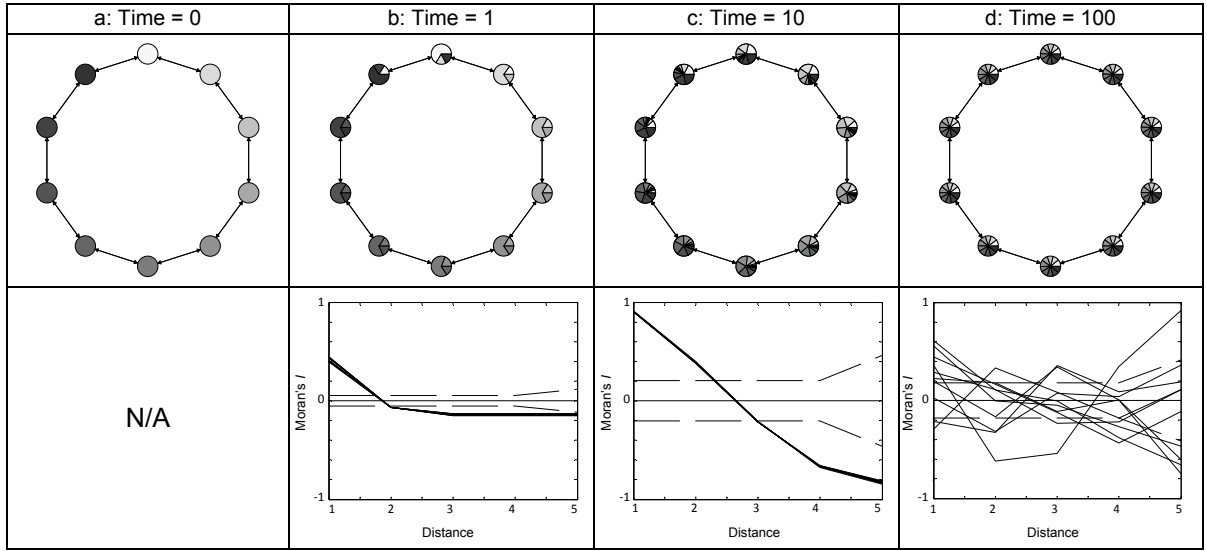 a: Time = 0
b: Time = 1
c: Time = 10
d: Time = 100
N/A
1
0
-1
Moran's I
1 2 3 4 5
Distance
1
0
-1
Moran's I
1 2 3 4 5
Distance
1
0
-1
Moran's I
1 2 3 4 5
Distance